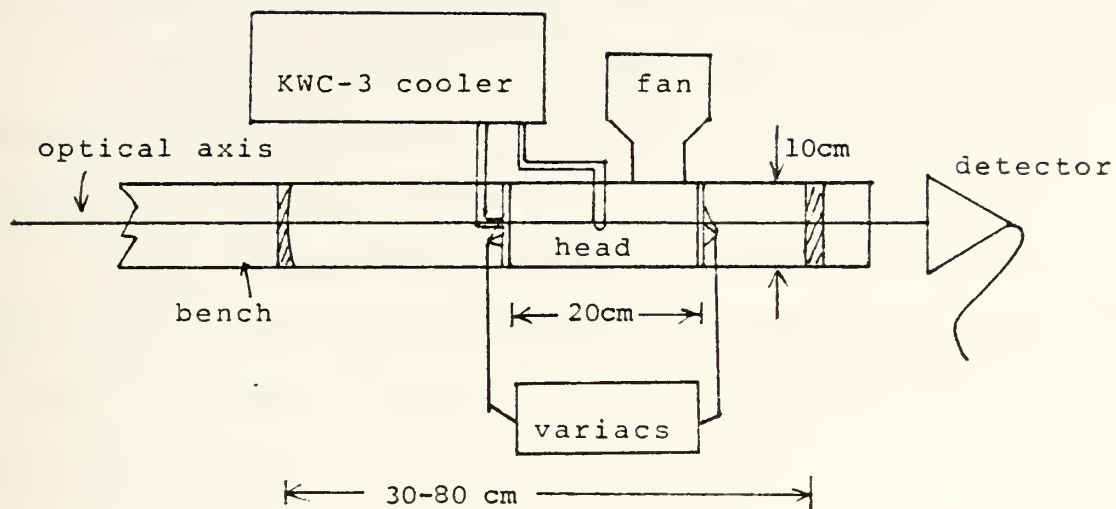 KWC-3 cooler
fan
optical axis
10cm
detector
head
bench
20cm
variacs
30-80 cm